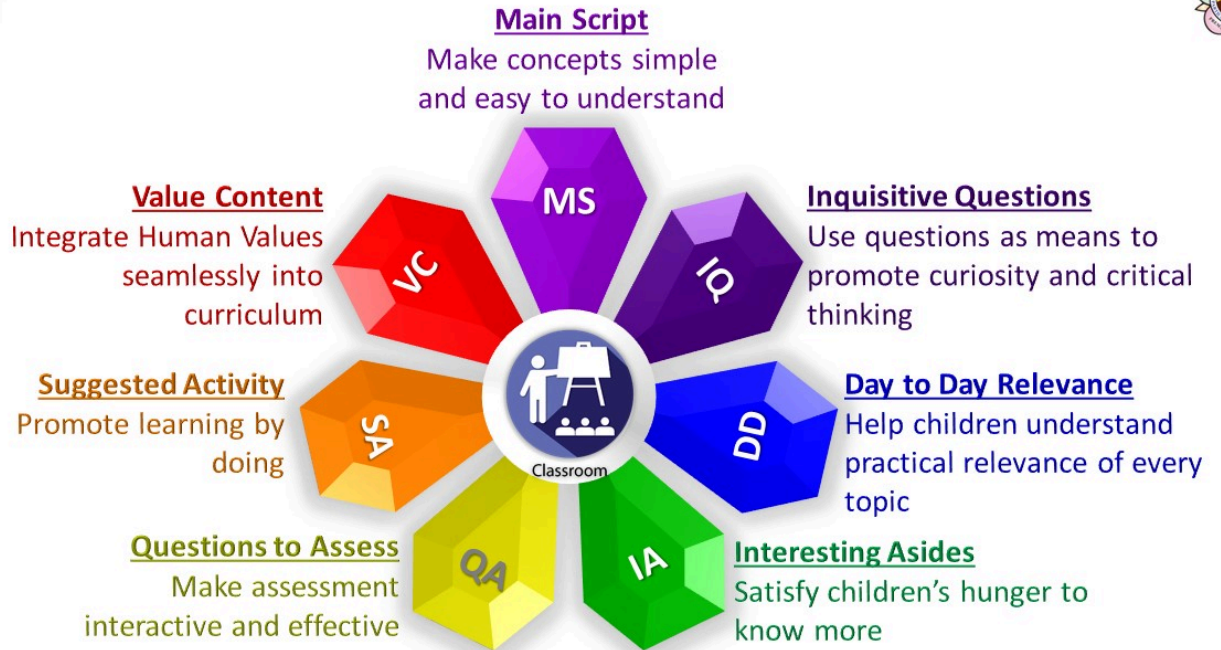 Main Script
Make concepts simple
and easy to understand
MS
Inquisitive Questions
Use questions as means to
promote curiosity and critical
thinking
IQ
Day to Day Relevance
Help children understand
practical relevance of every
topic
DD
Interesting Asides
Satisfy children’s hunger to
know more
IA
Questions to Assess
Make assessment
interactive and effective
QA
Suggested Activity
Promote learning by
doing
SA
Value Content
Integrate Human Values
seamlessly into
curriculum
VC
Classroom